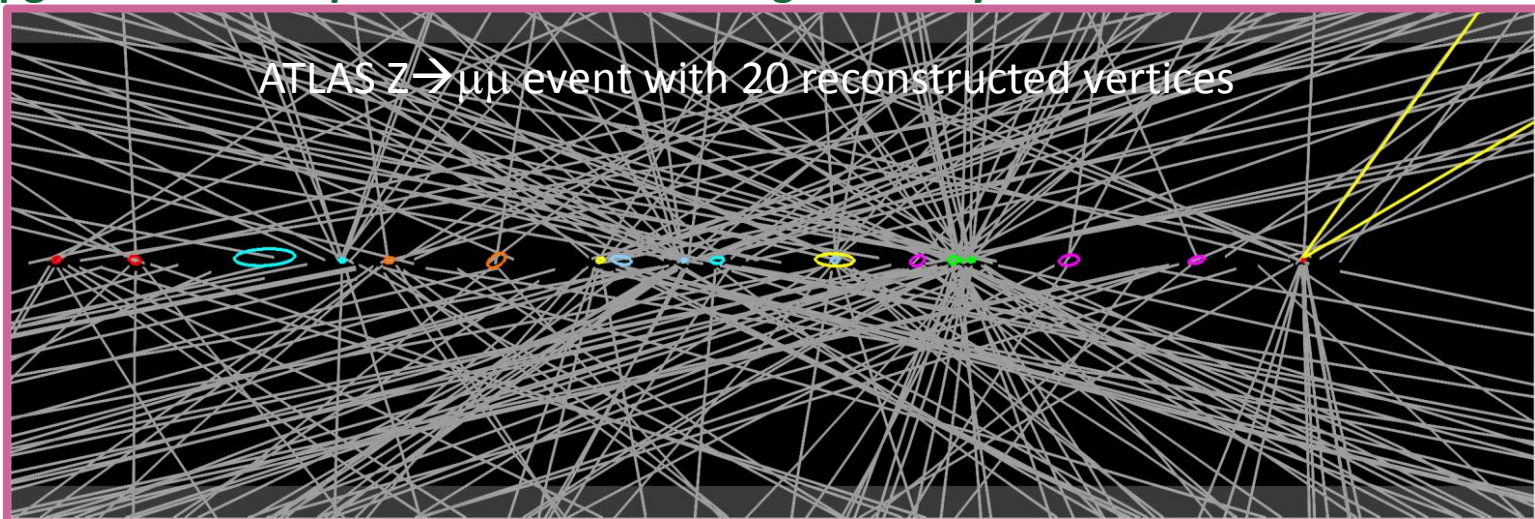 ATLAS Z→μμ event with 20 reconstructed vertices